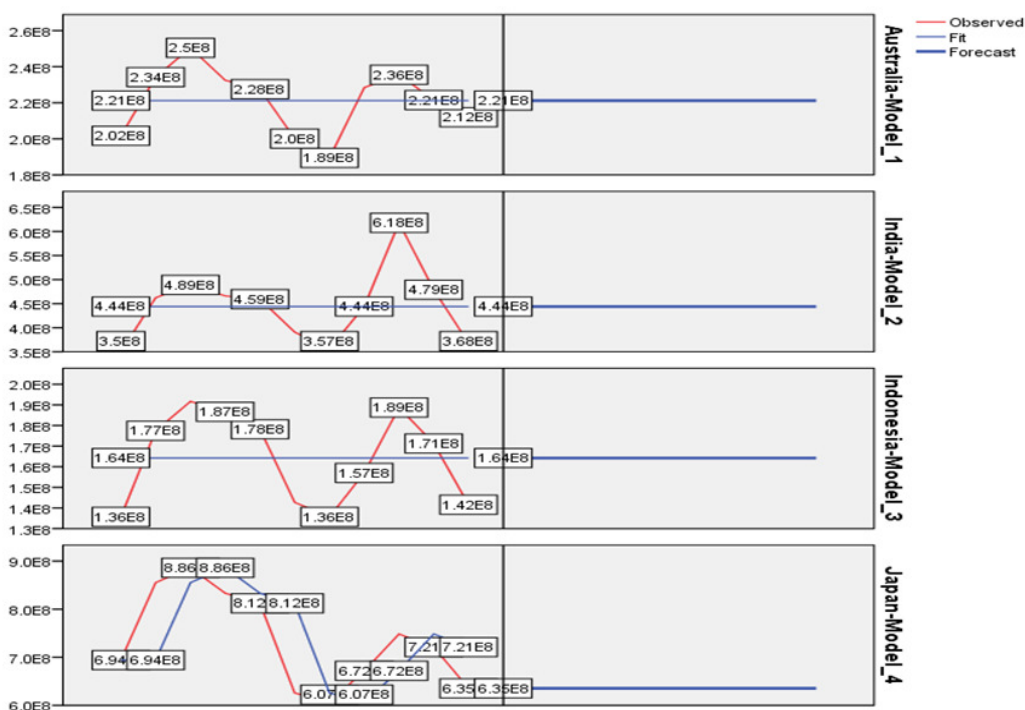 Observed
Fit
Forecast
2.6E8
2.4E8
2.2E8
2.0E8
1.8E8
2.02E8
2.21E8
2.34E8
2.5E8
2.28E8
2.0E8
1.89E8
2.36E8
2.21E8
2.12E8
2.21E8
Australia-Model_1
6.5E8
6.0E8
5.5E8
5.0E8
4.5E8
4.0E8
3.5E8
3.5E8
4.44E8
4.89E8
4.59E8
3.57E8
4.44E8
6.18E8
4.79E8
3.68E8
4.44E8
India-Model_2
2.0E8
1.9E8
1.8E8
1.7E8
1.6E8
1.5E8
1.4E8
1.3E8
1.36E8
1.64E8
1.77E8
1.87E8
1.78E8
1.36E8
1.57E8
1.89E8
1.71E8
1.42E8
1.64E8
Indonesia-Model_3
9.0E8
8.0E8
7.0E8
6.0E8
6.94
6.94E8
8.86
8.86E8
8.12
8.12E8
6.07
6.07E8
6.72
6.72E8
7.21
7.21E8
6.35
6.35E8
Japan-Model_4